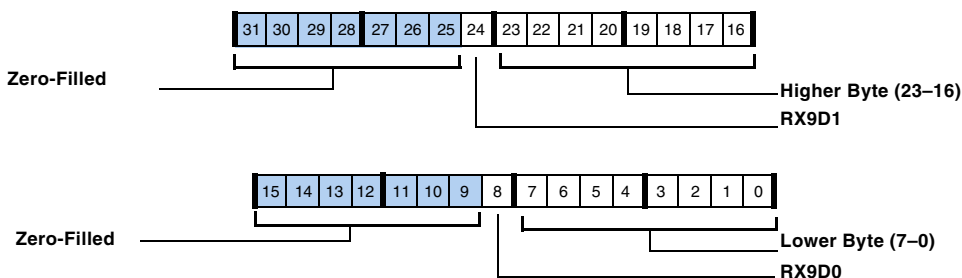 31 30 29 28 27 26 25 24 23 22 21 20 19 18 17 16
Zero-Filled
Higher Byte (23–16)
RX9D1
15 14 13 12 11 10 9 8 7 6 5 4 3 2 1 0
Zero-Filled
Lower Byte (7–0)
RX9D0